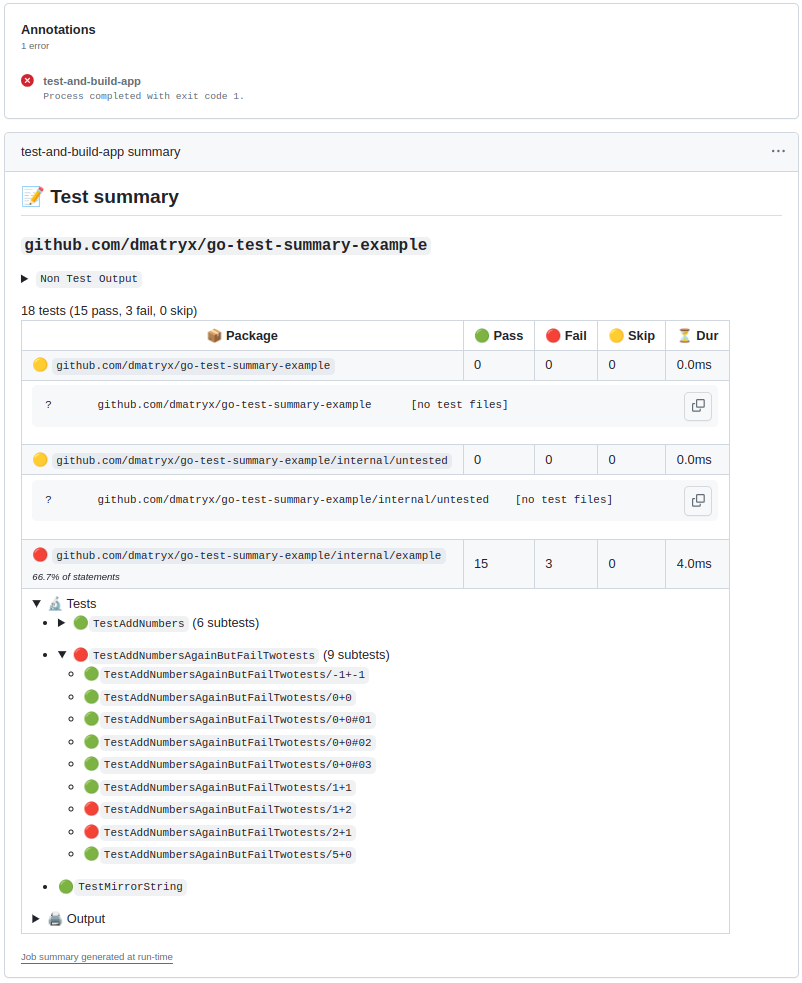 Annotations
1 error
test-and-build-app
Process completed with exit code 1.
test-and-build-app summary
Test summary
github.com/dmatryx/go-test-summary-example
Non Test Output
18 tests (15 pass, 3 fail, 0 skip)
Package Pass Fail Skip Dur
github.com/dmatryx/go-test-summary-example 0 0 0 0.0ms
? github.com/dmatryx/go-test-summary-example [no test files]
github.com/dmatryx/go-test-summary-example/internal/untested 0 0 0 0.0ms
? github.com/dmatryx/go-test-summary-example/internal/untested [no test files]
github.com/dmatryx/go-test-summary-example/internal/example 15 3 0 4.0ms
66.7% of statements
Tests
TestAddNumbers (6 subtests)
TestAddNumbersAgainButFailTwotests (9 subtests)
TestAddNumbersAgainButFailTwotests/-1+-1
TestAddNumbersAgainButFailTwotests/0+0
TestAddNumbersAgainButFailTwotests/0+0#01
TestAddNumbersAgainButFailTwotests/0+0#02
TestAddNumbersAgainButFailTwotests/0+0#03
TestAddNumbersAgainButFailTwotests/1+1
TestAddNumbersAgainButFailTwotests/1+2
TestAddNumbersAgainButFailTwotests/2+1
TestAddNumbersAgainButFailTwotests/5+0
TestMirrorString
Output
Job summary generated at run-time